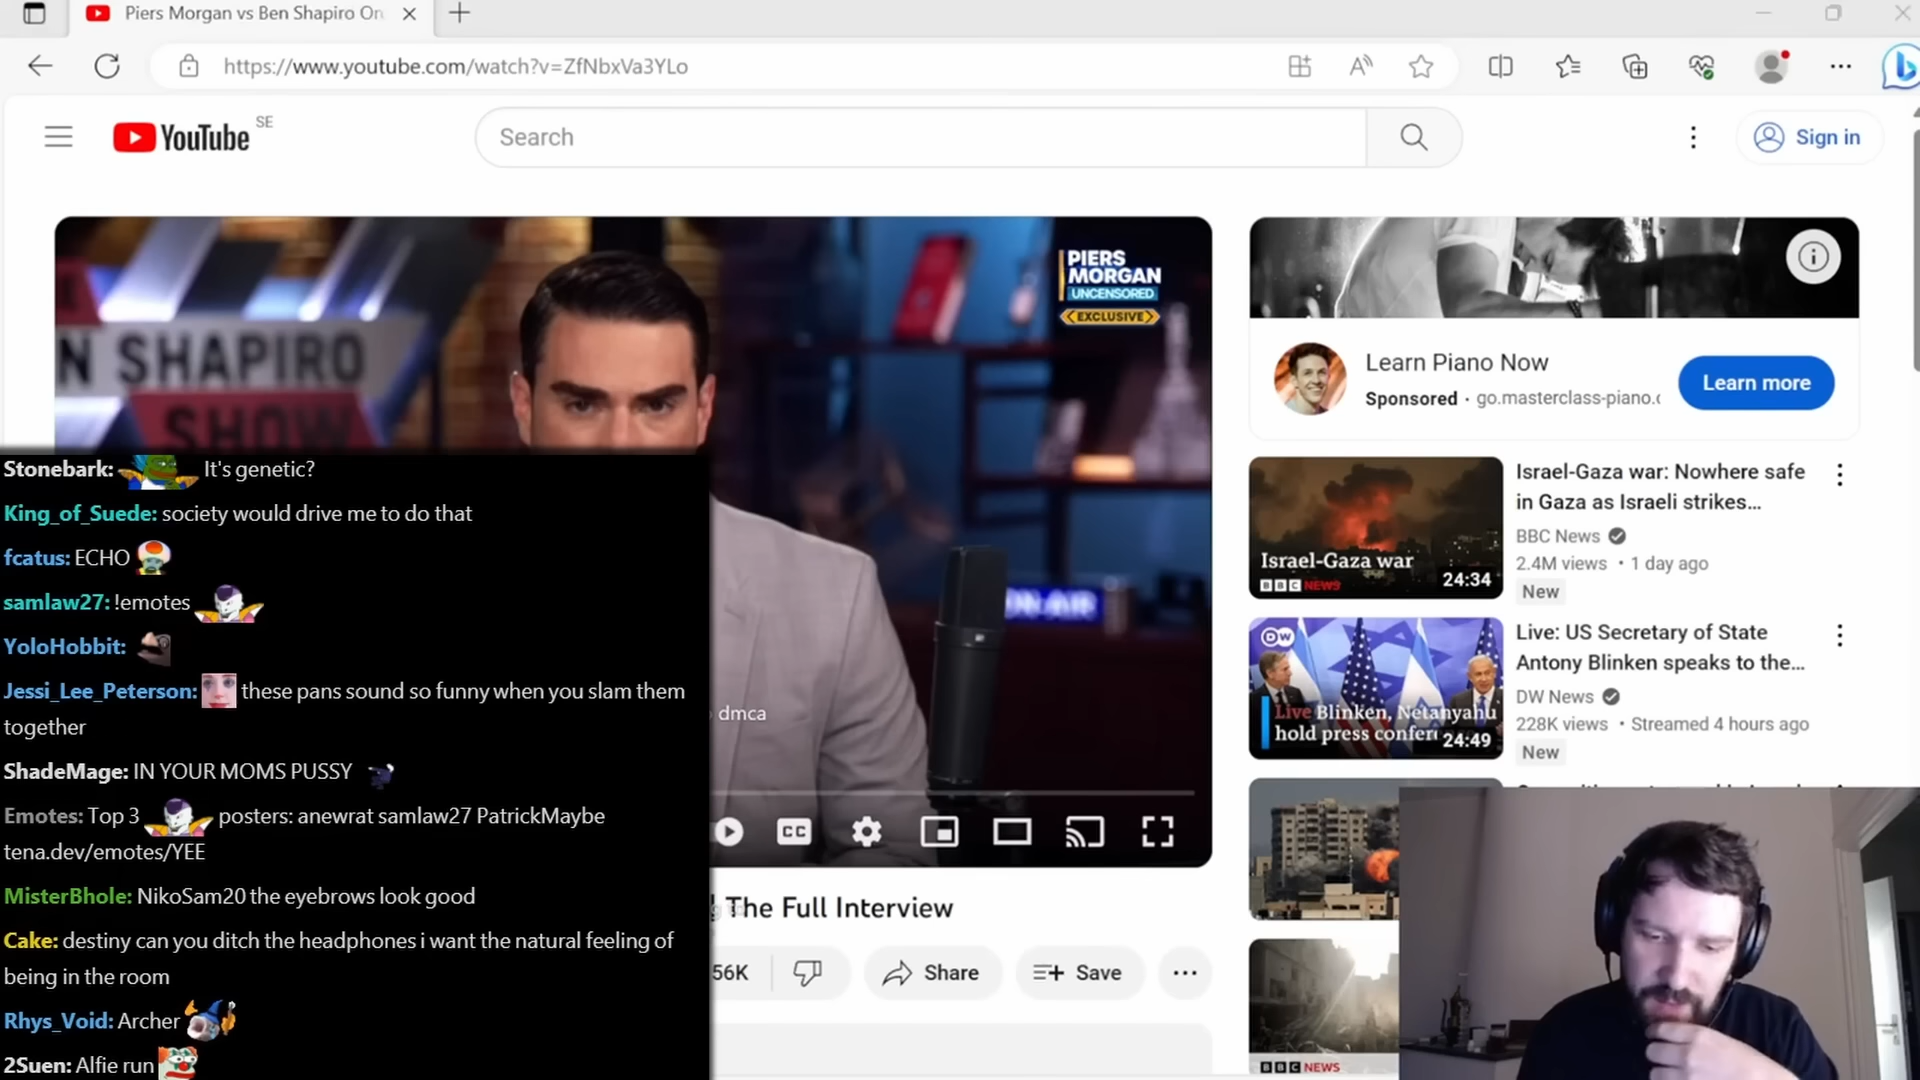 Piers Morgan vs Ben Shapiro On
https://www.youtube.com/watch?v=ZfNbxVa3YLo
YouTube SE
Search
Sign in
N SHAPIRO
SHOW
PIERS
MORGAN
UNCENSORED
EXCLUSIVE
ON AIR
dmca
The Full Interview
56K
Share
Save
Learn Piano Now
Sponsored · go.masterclass-piano.c
Learn more
Israel-Gaza war
BBC NEWS
24:34
Israel-Gaza war: Nowhere safe
in Gaza as Israeli strikes...
BBC News
2.4M views • 1 day ago
New
DW
Live Blinken, Netanyahu
hold press confer
24:49
Live: US Secretary of State
Antony Blinken speaks to the...
DW News
228K views • Streamed 4 hours ago
New
BBC NEWS
Stonebark: It's genetic?
King_of_Suede: society would drive me to do that
fcatus: ECHO
samlaw27: !emotes
YoloHobbit:
Jessi_Lee_Peterson: these pans sound so funny when you slam them
together
ShadeMage: IN YOUR MOMS PUSSY
Emotes: Top 3 posters: anewrat samlaw27 PatrickMaybe
tena.dev/emotes/YEE
MisterBhole: NikoSam20 the eyebrows look good
Cake: destiny can you ditch the headphones i want the natural feeling of
being in the room
Rhys_Void: Archer
2Suen: Alfie run